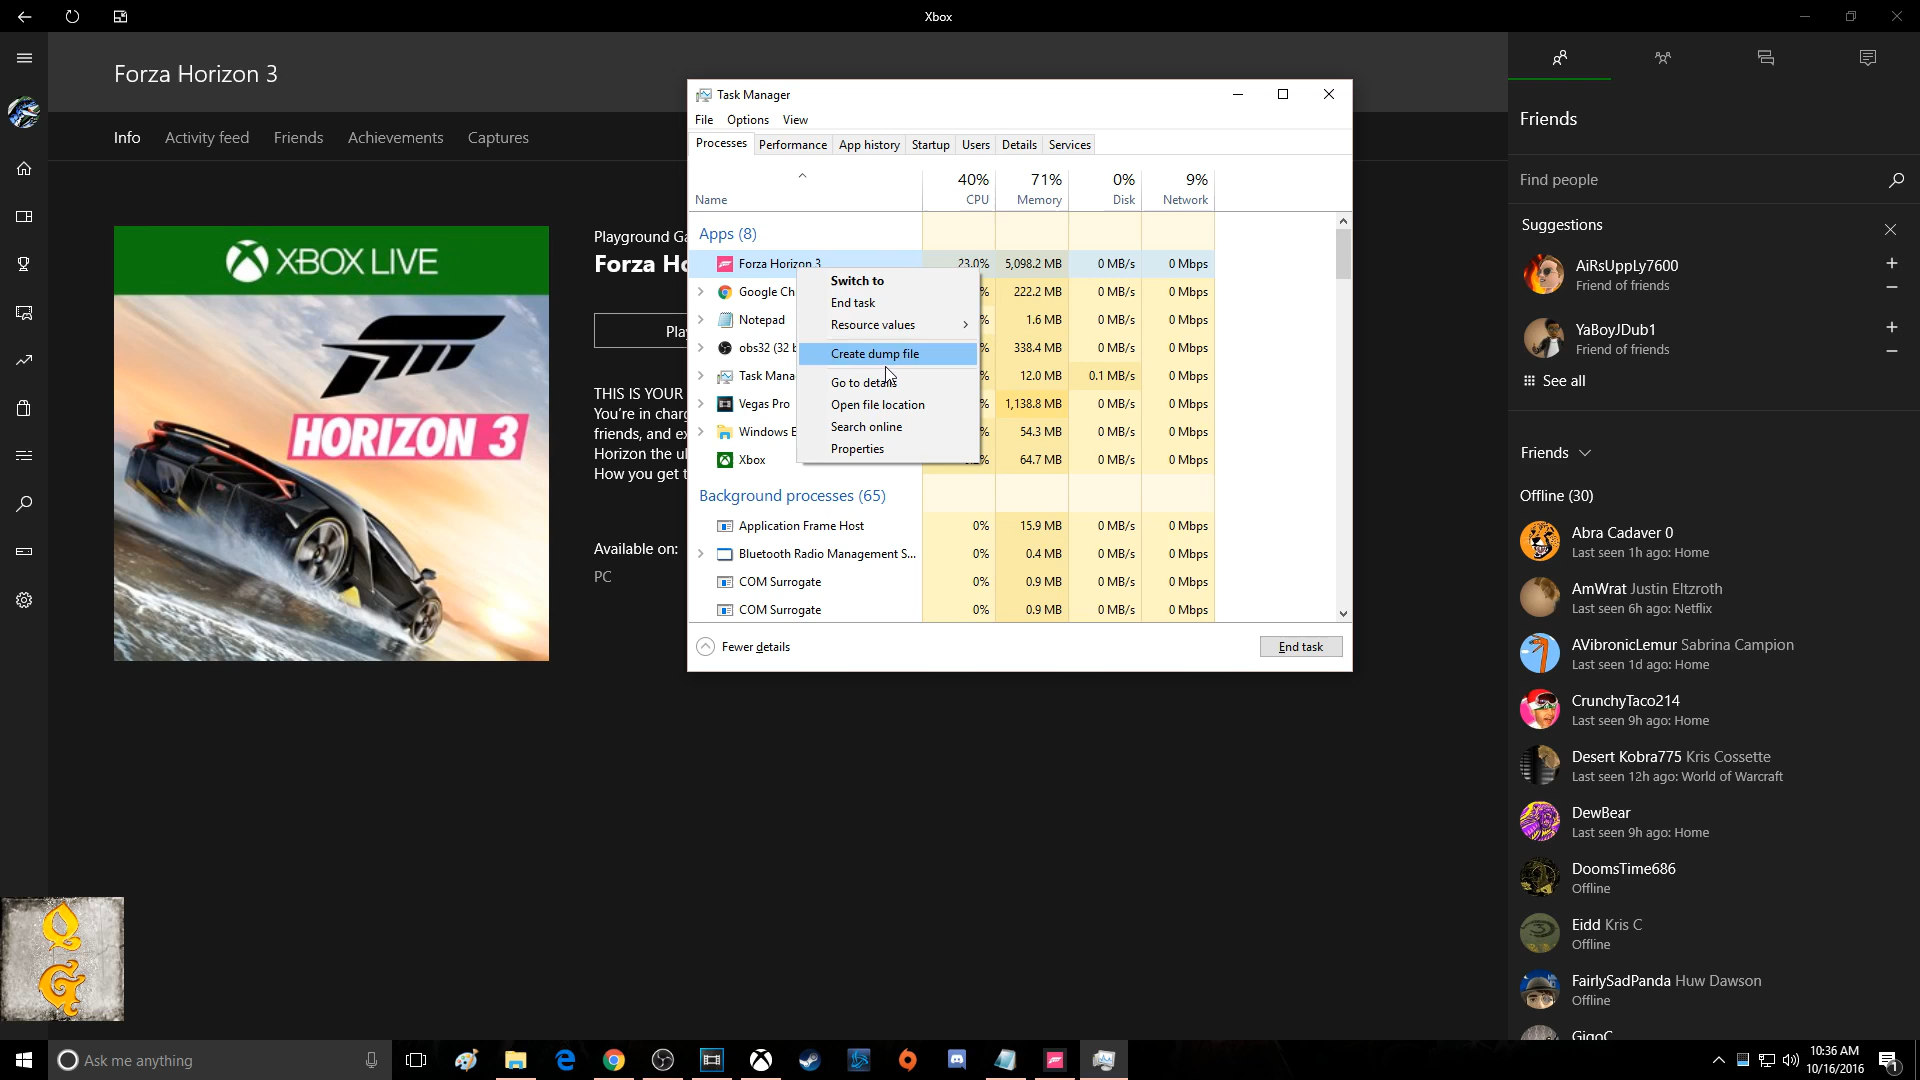 Xbox
Forza Horizon 3
Info
Activity feed
Friends
Achievements
Captures
XBOX LIVE
FORZA
HORIZON 3
Playground
Forza
THIS IS YOUR
friends, and
Horizon the
How you get
Available on:
PC
Task Manager
File
Options
View
Processes
Performance
App history
Startup
Users
Details
Services
40%
71%
0%
9%
Name
CPU
Memory
Disk
Network
Apps (8)
Forza Horizon 3 23.0% 5,098.2 MB 0 MB/s 0 Mbps
Google % 222.2 MB 0 MB/s 0 Mbps
Notepad % 1.6 MB 0 MB/s 0 Mbps
obs32 (32 % 338.4 MB 0 MB/s 0 Mbps
Task % 12.0 MB 0.1 MB/s 0 Mbps
Vegas Pro % 1,138.8 MB 0 MB/s 0 Mbps
Windows % 54.3 MB 0 MB/s 0 Mbps
Xbox % 64.7 MB 0 MB/s 0 Mbps
Switch to
End task
Resource values
Create dump file
Go to details
Open file location
Search online
Properties
Background processes (65)
Application Frame Host 0% 15.9 MB 0 MB/s 0 Mbps
Bluetooth Radio Management S... 0% 0.4 MB 0 MB/s 0 Mbps
COM Surrogate 0% 0.9 MB 0 MB/s 0 Mbps
COM Surrogate 0% 0.9 MB 0 MB/s 0 Mbps
Fewer details
End task
Friends
Find people
Suggestions
AiRsUppLy7600
Friend of friends
YaBoyJDub1
Friend of friends
See all
Friends
Offline (30)
Abra Cadaver 0
Last seen 1h ago: Home
AmWrat Justin Eltzroth
Last seen 6h ago: Netflix
AVibronicLemur Sabrina Campion
Last seen 1d ago: Home
CrunchyTaco214
Last seen 9h ago: Home
Desert Kobra775 Kris Cossette
Last seen 12h ago: World of Warcraft
DewBear
Last seen 9h ago: Home
DoomsTime686
Offline
Eidd Kris C
Offline
FairlySadPanda Huw Dawson
Offline
Q
G
Ask me anything
10:36 AM
10/16/2016
1